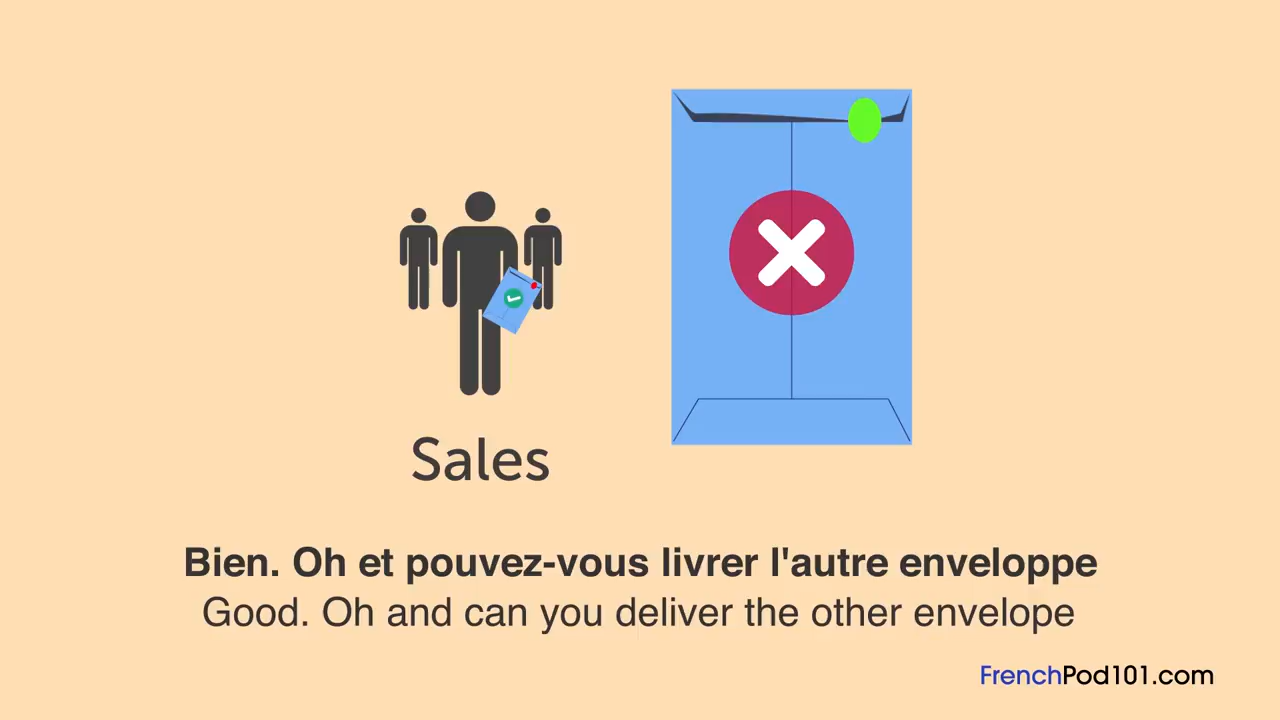 Sales
Bien. Oh et pouvez-vous livrer l'autre enveloppe
Good. Oh and can you deliver the other envelope
FrenchPod101.com